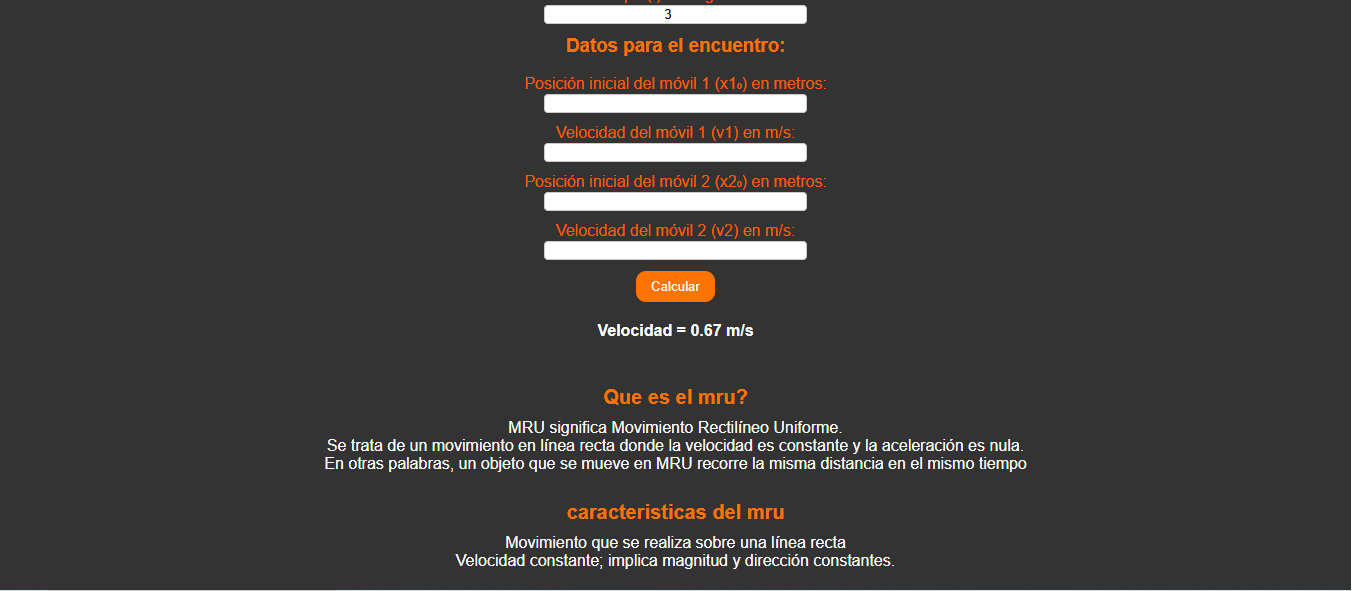 3
Datos para el encuentro:
Posición inicial del móvil 1 (x1₀) en metros:
Velocidad del móvil 1 (v1) en m/s:
Posición inicial del móvil 2 (x2₀) en metros:
Velocidad del móvil 2 (v2) en m/s:
Calcular
Velocidad = 0.67 m/s
Que es el mru?
MRU significa Movimiento Rectilíneo Uniforme.
Se trata de un movimiento en línea recta donde la velocidad es constante y la aceleración es nula.
En otras palabras, un objeto que se mueve en MRU recorre la misma distancia en el mismo tiempo
caracteristicas del mru
Movimiento que se realiza sobre una línea recta
Velocidad constante; implica magnitud y dirección constantes.